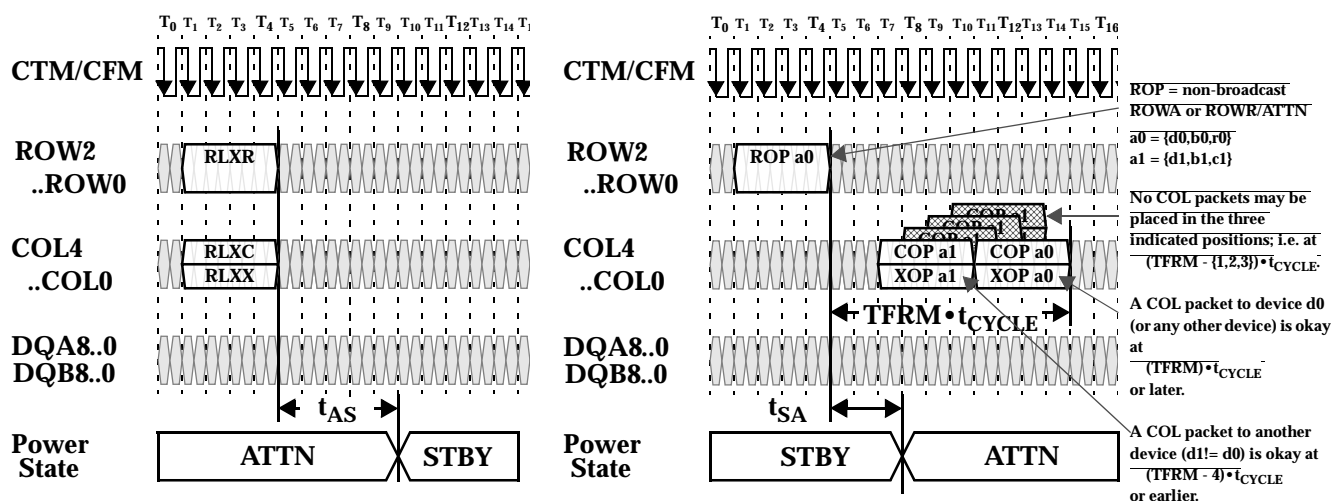 T0 T1 T2 T3 T4 T5 T6 T7 T8 T9 T10 T11 T12 T13 T14 T1
CTM/CFM
ROW2
..ROW0
RLXR
COL4
..COL0
RLXC
RLXX
DQA8..0
DQB8..0
tAS
Power
State
ATTN
STBY
T0 T1 T2 T3 T4 T5 T6 T7 T8 T9 T10 T11 T12 T13 T14 T15 T16
CTM/CFM
ROW2
..ROW0
ROP a0
COL4
..COL0
COP a1
COP a1
COP a1
COP a1
COP a0
XOP a1
XOP a0
TFRM•tCYCLE
DQA8..0
DQB8..0
tSA
Power
State
STBY
ATTN
ROP = non-broadcast
ROWA or ROWR/ATTN
a0 = {d0,b0,r0}
a1 = {d1,b1,c1}
No COL packets may be
placed in the three
indicated positions; i.e. at
(TFRM - {1,2,3})•tCYCLE.
A COL packet to device d0
(or any other device) is okay
at
(TFRM)•tCYCLE
or later.
A COL packet to another
device (d1!= d0) is okay at
(TFRM - 4)•tCYCLE
or earlier.